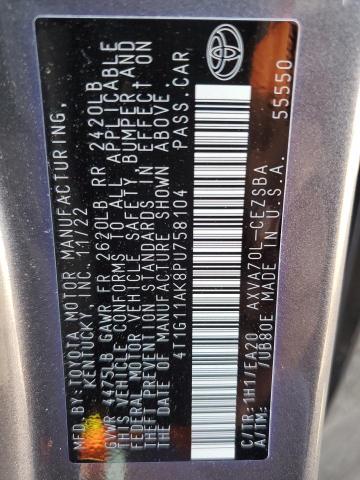 MFD. BY: TOYOTA MOTOR MANUFACTURING,
KENTUCKY, INC. 11/22
GVWR 4475LB GAWR FR 2620LB RR 2420LB
THIS VEHICLE CONFORMS TO ALL APPLICABLE
FEDERAL MOTOR VEHICLE SAFETY, BUMPER AND
THEFT PREVENTION STANDARDS IN EFFECT ON
THE DATE OF MANUFACTURE SHOWN ABOVE.
4T1G11AK8PU758104 PASS. CAR
C/TR: 1H1/EA20 AXVA70L-CEZSBA
A/TM: /UB80E MADE IN U.S.A.
55550